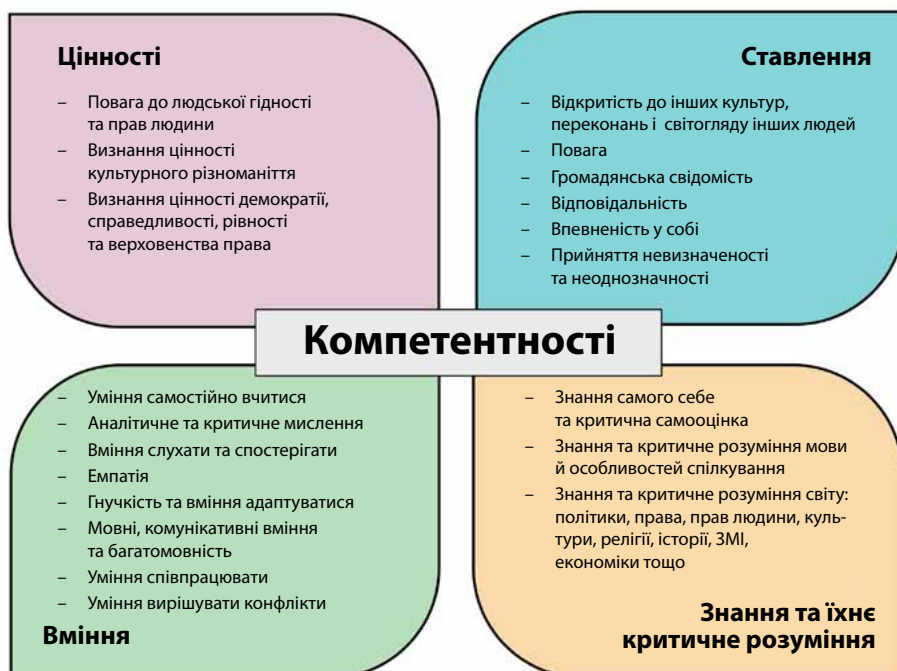 Цінності
– Повага до людської гідності
та прав людини
– Визнання цінності
культурного різноманіття
– Визнання цінності демократії,
справедливості, рівності
та верховенства права
Ставлення
– Відкритість до інших культур,
переконань і світогляду інших людей
– Повага
– Громадянська свідомість
– Відповідальність
– Впевненість у собі
– Прийняття невизначеності
та неоднозначності
Компетентності
– Уміння самостійно вчитися
– Аналітичне та критичне мислення
– Вміння слухати та спостерігати
– Емпатія
– Гнучкість та вміння адаптуватися
– Мовні, комунікативні вміння
та багатомовність
– Уміння співпрацювати
– Уміння вирішувати конфлікти
Вміння
– Знання самого себе
та критична самооцінка
– Знання та критичне розуміння мови
й особливостей спілкування
– Знання та критичне розуміння світу:
політики, права, прав людини, куль-
тури, релігії, історії, ЗМІ,
економіки тощо
Знання та їхнє
критичне розуміння